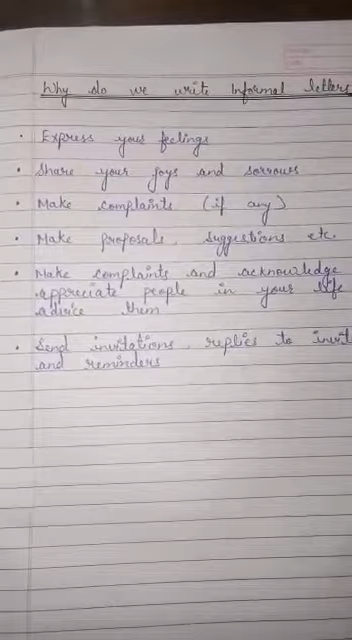 Why do we write informal letters
• Express your feelings
• Share your joys and sorrows
• Make complaints (if any)
• Make proposals, suggestions etc.
• Make complaints and acknowledge
appreciate people in your life
advice them
• Send invitations, replies to invit
and reminders